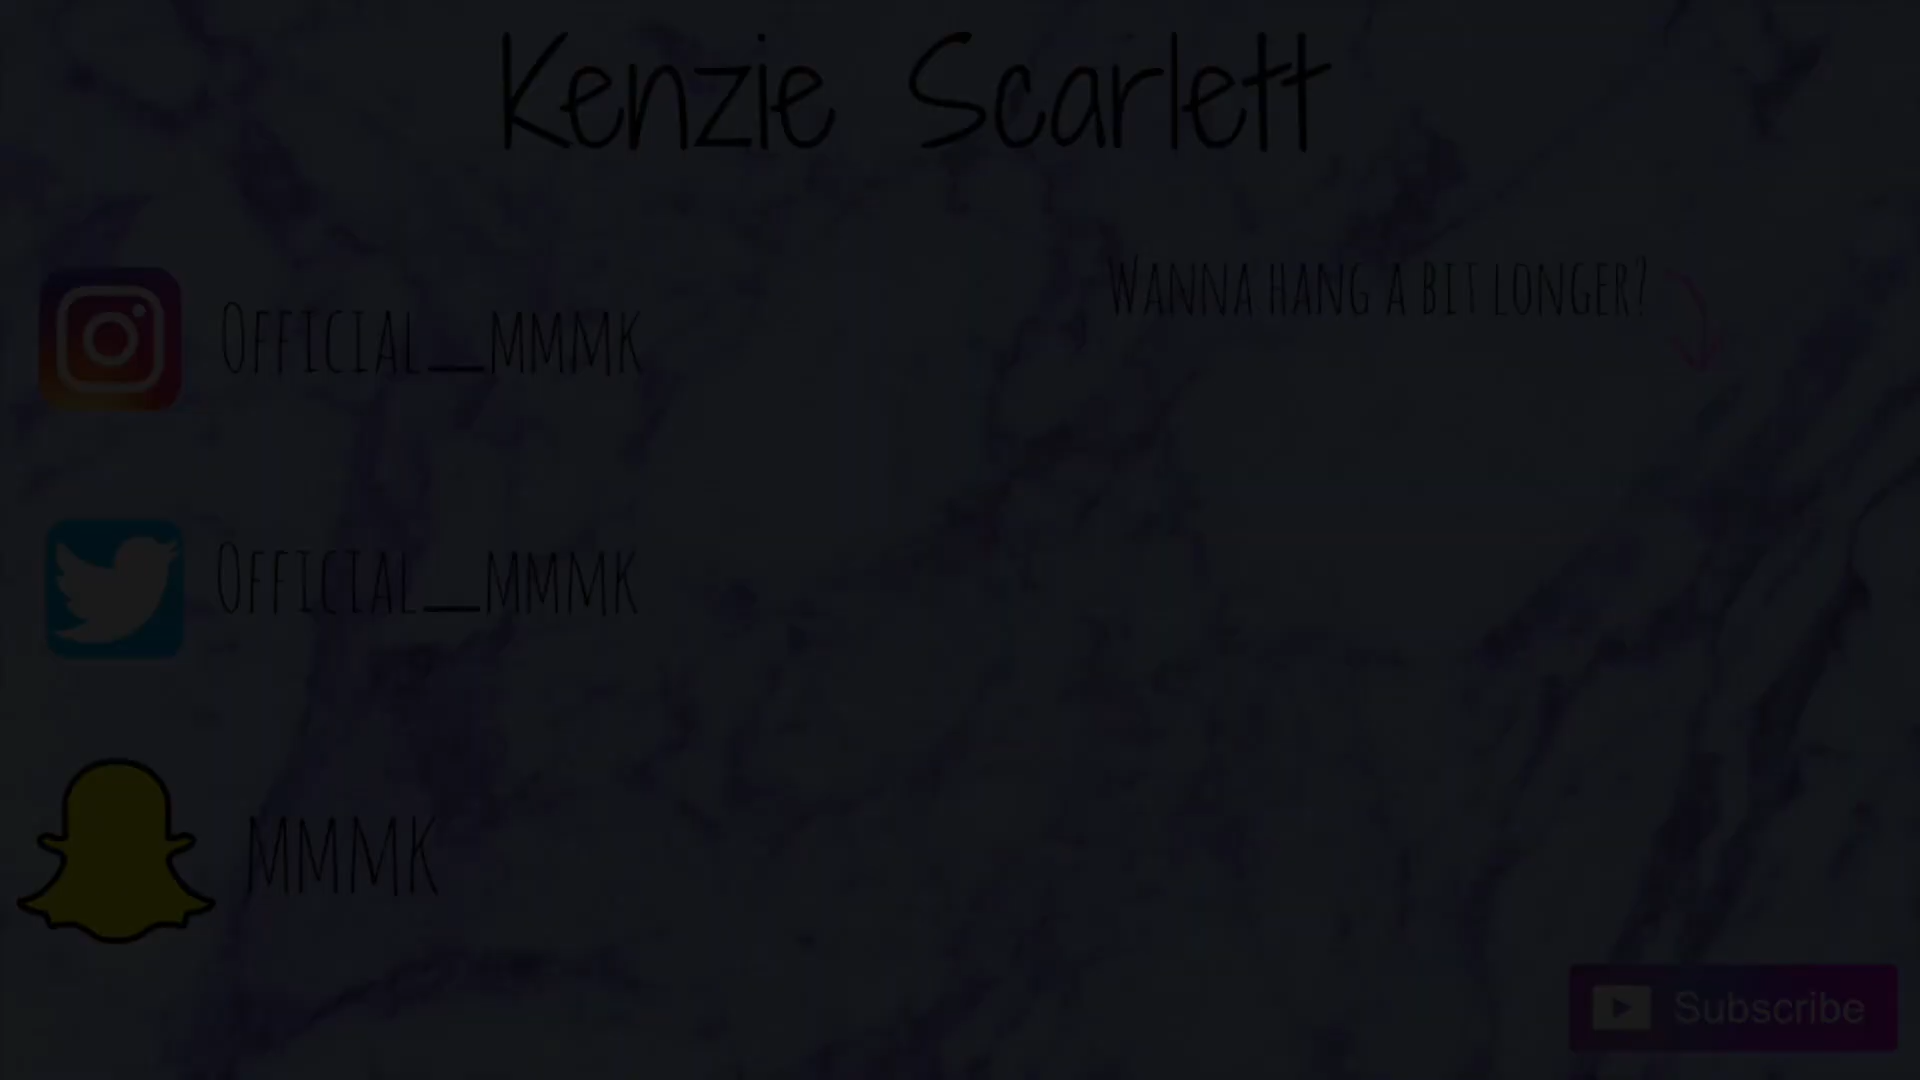 Kenzie Scarlett
Wanna hang a bit longer?
Official_mmmk
Official_mmmk
mmmk
Subscribe